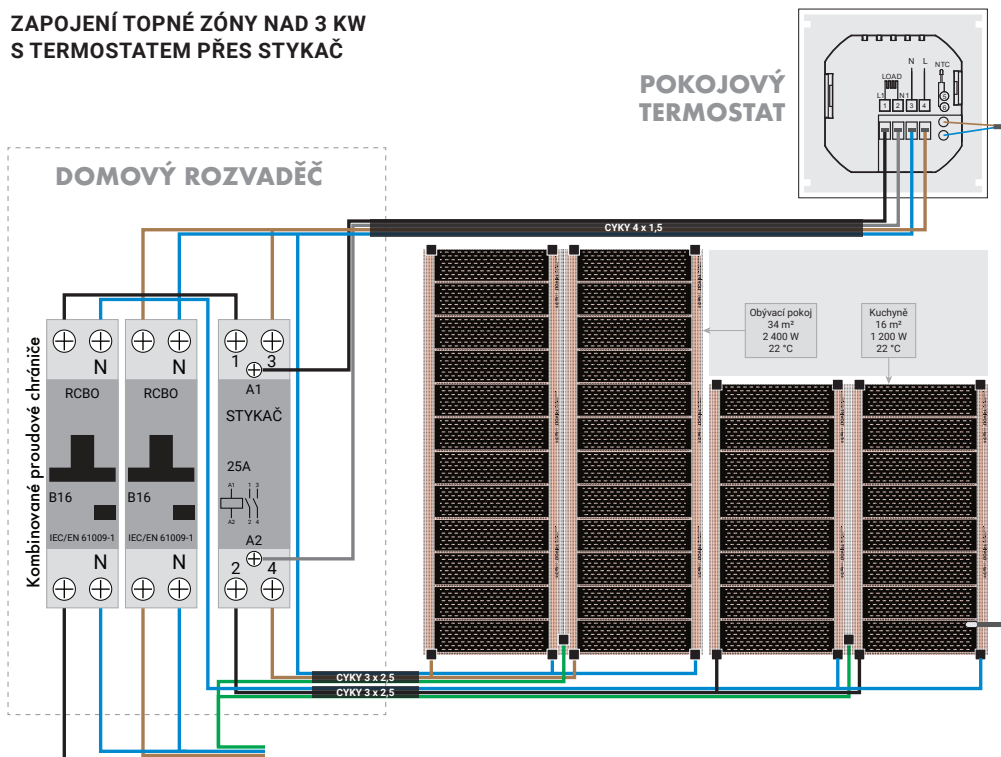 ZAPOJENÍ TOPNÉ ZÓNY NAD 3 KW
S TERMOSTATEM PŘES STYKAČ
POKOJOVÝ
TERMOSTAT
N L NTC
LOAD
L1 N1
1 2 3 4
5
6
DOMOVÝ ROZVADĚČ
CYKY 4 x 1,5
Obývací pokoj
34 m²
2 400 W
22 °C
Kuchyně
16 m²
1 200 W
22 °C
Kombinované proudové chrániče
N
RCBO
B16
IEC/EN 61009-1
N
N
RCBO
B16
IEC/EN 61009-1
N
1 3
A1
STYKAČ
25A
A1 1 3
A2 2 4
A2
2 4
CYKY 3 x 2,5
CYKY 3 x 2,5